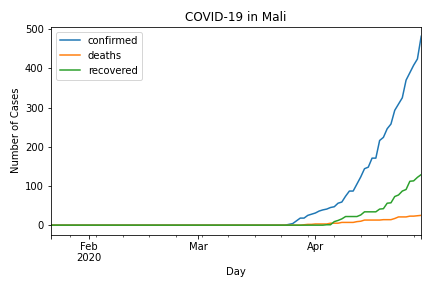 COVID-19 in Mali
confirmed
deaths
recovered
Number of Cases
500
400
300
200
100
0
Feb
2020
Mar
Apr
Day